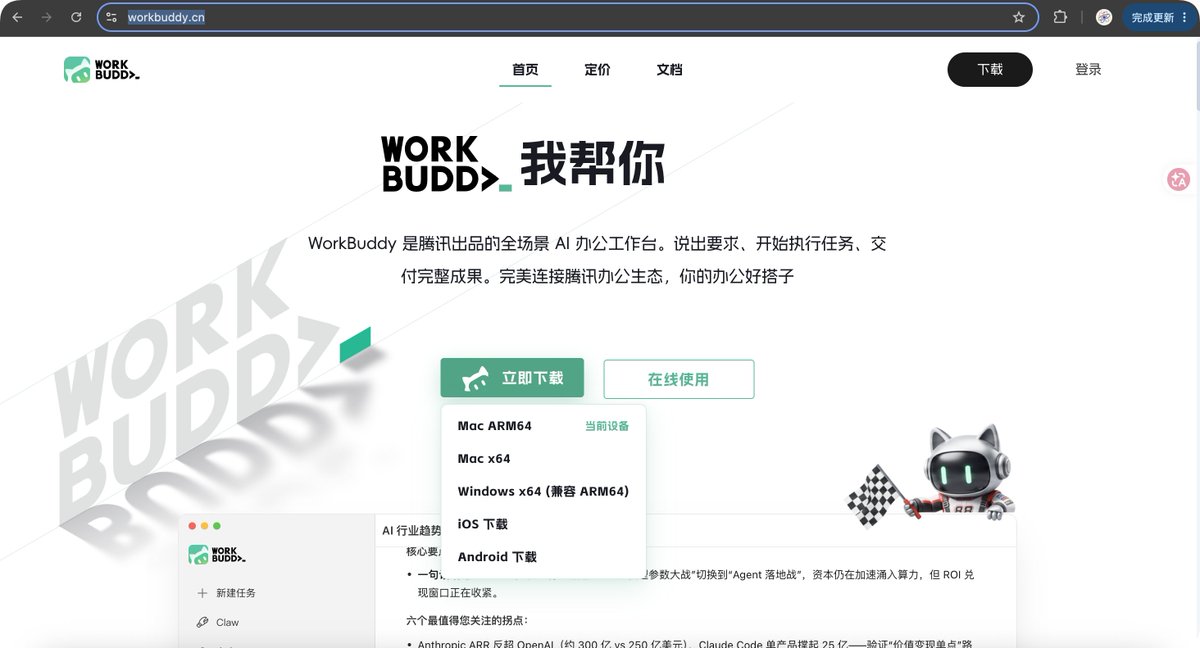 workbuddy.cn
完成更新
WORK
BUDDY_
首页
定价
文档
下载
登录
WORK
BUDDY_
我帮你
WorkBuddy 是腾讯出品的全场景 AI 办公工作台。说出要求、开始执行任务、交
付完整成果。完美连接腾讯办公生态，你的办公好搭子
WORK
BUDDY
立即下载
在线使用
Mac ARM64
当前设备
Mac x64
Windows x64 (兼容 ARM64)
iOS 下载
Android 下载
88
WORK
BUDDY_
新建任务
Claw
AI 行业趋势
核心要
• 一句
参数大战”切换到“Agent 落地战”，资本仍在加速涌入算力，但 ROI 兑
现窗口正在收紧。
六个最值得您关注的拐点：
• Anthropic ARR 反超 OpenAI（约 300 亿 vs 250 亿美元），Claude Code 单产品撑起 25 亿——验证“价值变现单点”路